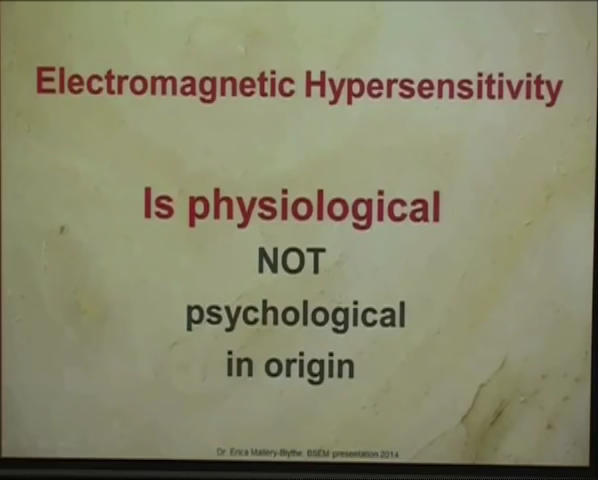 Electromagnetic Hypersensitivity
Is physiological
NOT
psychological
in origin
Dr. Erica Mallery-Blythe. BSEM presentation 2014